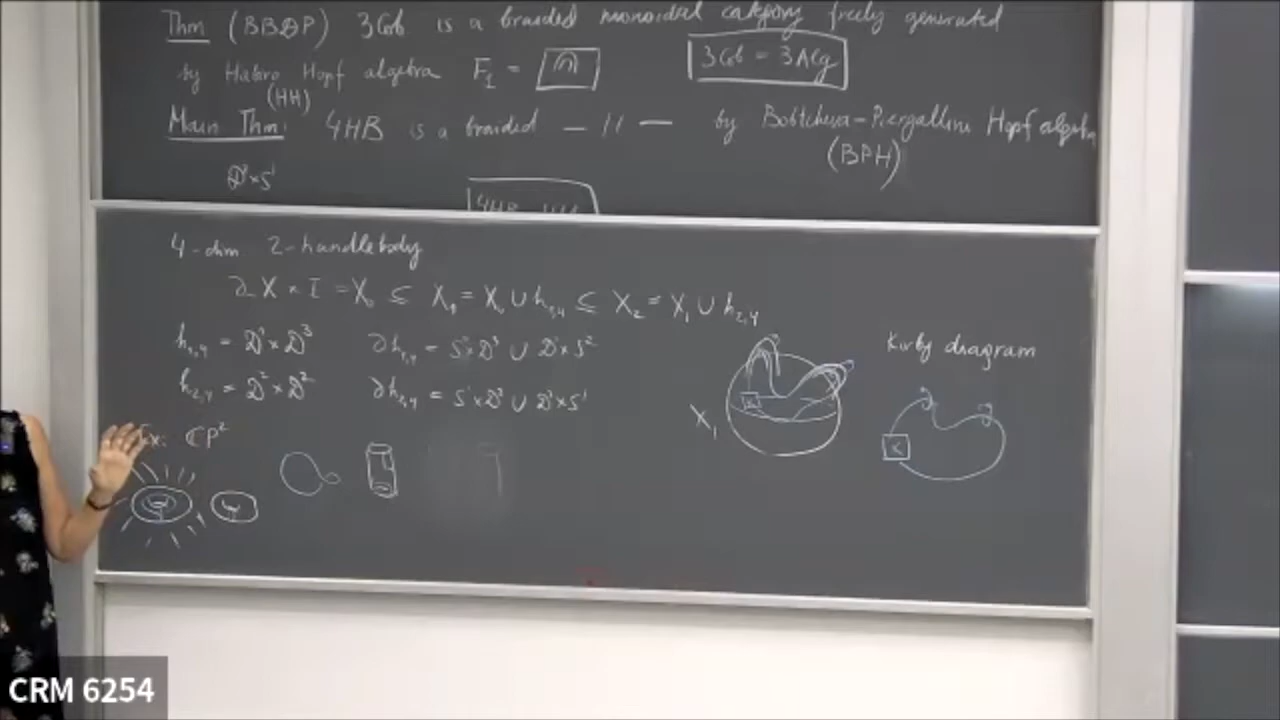 Thm (BBDP) 3Cob is a braided monoidal category freely generated
by Habiro Hopf algebra F₁ = 3Cob = 3Alg
(HH)
Main Thm: 4HB is a braided — // — by Bobtcheva-Piergallini Hopf algebra
(BPH)
D³×S¹
4HB
4-dim 2-handlebody
∂_X × I = X₀ ⊆ X₁ = X₀ ∪ h₁,₄ ⊆ X₂ = X₁ ∪ h₂,₄
h₁,₄ = D¹×D³ ∂h₁,₄ = S⁰×D³ ∪ D¹×S²
h₂,₄ = D²×D² ∂h₂,₄ = S¹×D² ∪ D²×S¹
Kirby diagram
Ex: CP²
X₁
K
CRM 6254